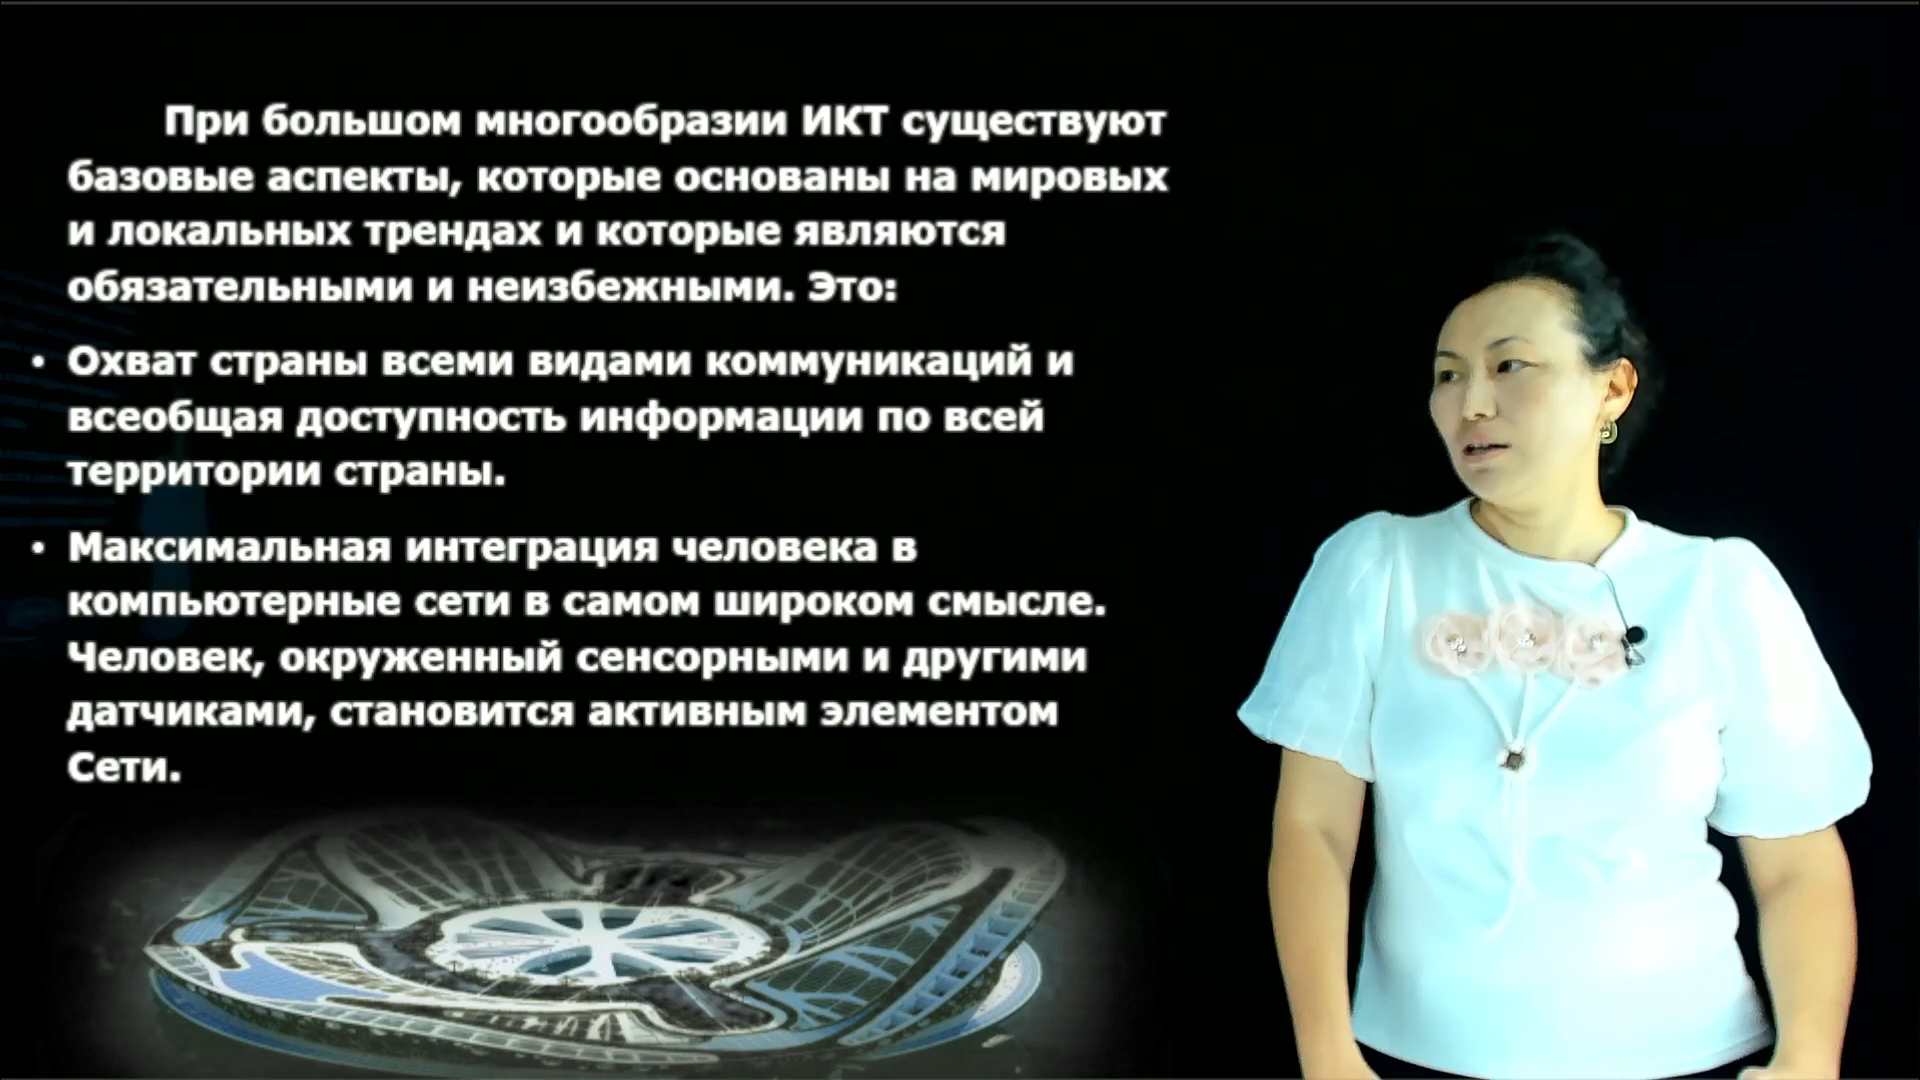 При большом многообразии ИКТ существуют
базовые аспекты, которые основаны на мировых
и локальных трендах и которые являются
обязательными и неизбежными. Это:
• Охват страны всеми видами коммуникаций и
всеобщая доступность информации по всей
территории страны.
• Максимальная интеграция человека в
компьютерные сети в самом широком смысле.
Человек, окруженный сенсорными и другими
датчиками, становится активным элементом
Сети.